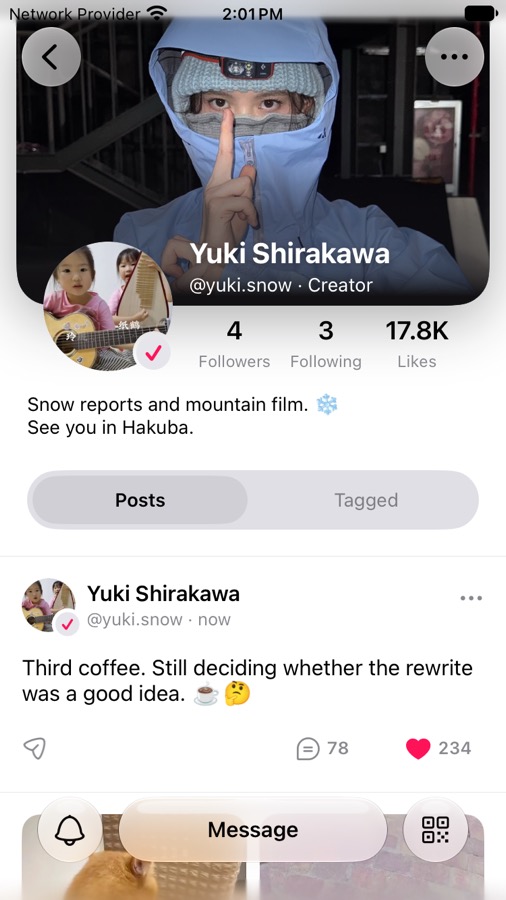 Network Provider
2:01 PM
Yuki Shirakawa
@yuki.snow · Creator
4
3
17.8K
Followers
Following
Likes
Snow reports and mountain film. ❄️
See you in Hakuba.
Posts
Tagged
Yuki Shirakawa
@yuki.snow · now
Third coffee. Still deciding whether the rewrite
was a good idea. ☕🤔
78
234
Message